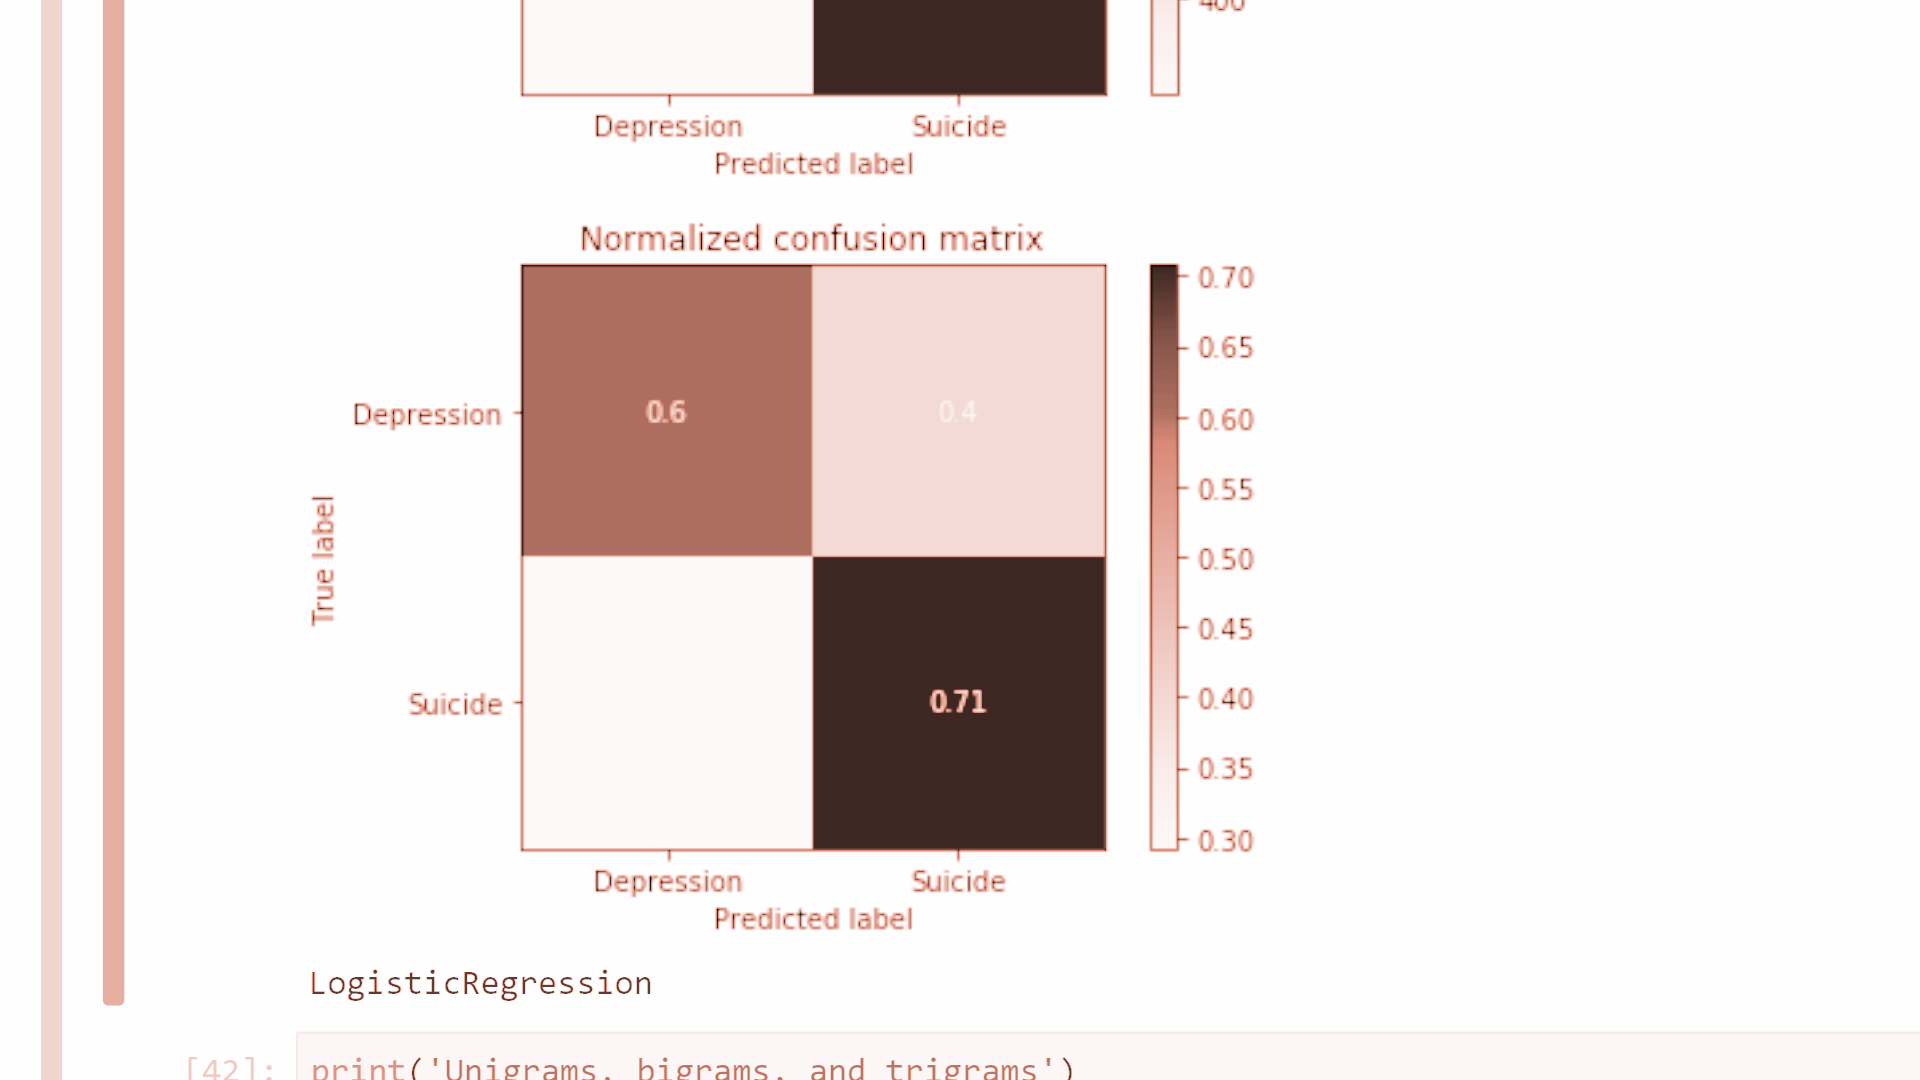 400
Depression Suicide
Predicted label
Normalized confusion matrix
0.70
0.65
0.6 0.4
Depression
0.60
0.55
True label
0.50
0.45
Suicide
0.71
0.40
0.35
0.30
Depression Suicide
Predicted label
LogisticRegression
[42]: print('Unigrams, bigrams, and trigrams')